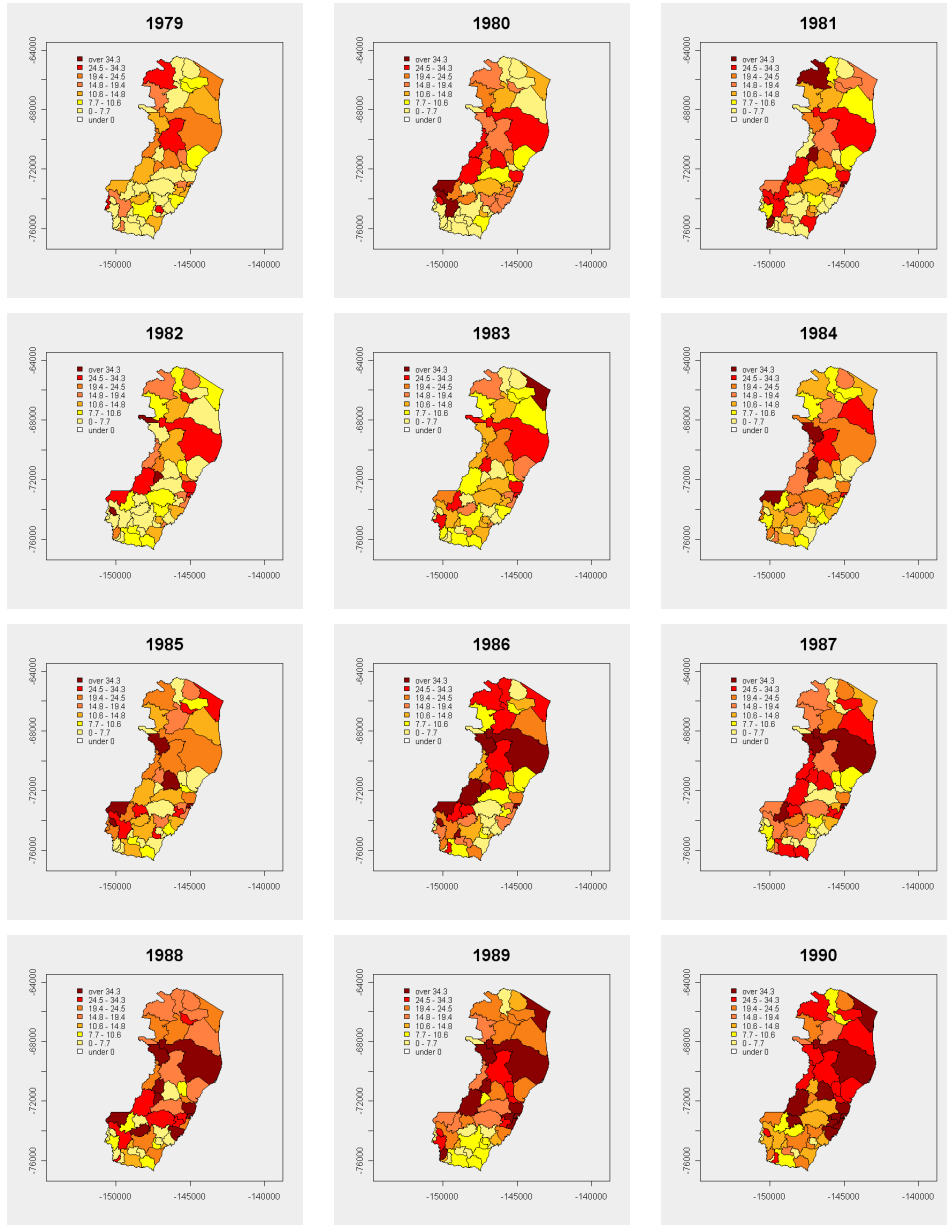 1979
over 34.3
24.5 - 34.3
19.4 - 24.5
14.8 - 19.4
10.6 - 14.8
7.7 - 10.6
0 - 7.7
under 0
-64000
-68000
-72000
-76000
-150000 -145000 -140000
1980
over 34.3
24.5 - 34.3
19.4 - 24.5
14.8 - 19.4
10.6 - 14.8
7.7 - 10.6
0 - 7.7
under 0
-64000
-68000
-72000
-76000
-150000 -145000 -140000
1981
over 34.3
24.5 - 34.3
19.4 - 24.5
14.8 - 19.4
10.6 - 14.8
7.7 - 10.6
0 - 7.7
under 0
-64000
-68000
-72000
-76000
-150000 -145000 -140000
1982
over 34.3
24.5 - 34.3
19.4 - 24.5
14.8 - 19.4
10.6 - 14.8
7.7 - 10.6
0 - 7.7
under 0
-64000
-68000
-72000
-76000
-150000 -145000 -140000
1983
over 34.3
24.5 - 34.3
19.4 - 24.5
14.8 - 19.4
10.6 - 14.8
7.7 - 10.6
0 - 7.7
under 0
-64000
-68000
-72000
-76000
-150000 -145000 -140000
1984
over 34.3
24.5 - 34.3
19.4 - 24.5
14.8 - 19.4
10.6 - 14.8
7.7 - 10.6
0 - 7.7
under 0
-64000
-68000
-72000
-76000
-150000 -145000 -140000
1985
over 34.3
24.5 - 34.3
19.4 - 24.5
14.8 - 19.4
10.6 - 14.8
7.7 - 10.6
0 - 7.7
under 0
-64000
-68000
-72000
-76000
-150000 -145000 -140000
1986
over 34.3
24.5 - 34.3
19.4 - 24.5
14.8 - 19.4
10.6 - 14.8
7.7 - 10.6
0 - 7.7
under 0
-64000
-68000
-72000
-76000
-150000 -145000 -140000
1987
over 34.3
24.5 - 34.3
19.4 - 24.5
14.8 - 19.4
10.6 - 14.8
7.7 - 10.6
0 - 7.7
under 0
-64000
-68000
-72000
-76000
-150000 -145000 -140000
1988
over 34.3
24.5 - 34.3
19.4 - 24.5
14.8 - 19.4
10.6 - 14.8
7.7 - 10.6
0 - 7.7
under 0
-64000
-68000
-72000
-76000
-150000 -145000 -140000
1989
over 34.3
24.5 - 34.3
19.4 - 24.5
14.8 - 19.4
10.6 - 14.8
7.7 - 10.6
0 - 7.7
under 0
-64000
-68000
-72000
-76000
-150000 -145000 -140000
1990
over 34.3
24.5 - 34.3
19.4 - 24.5
14.8 - 19.4
10.6 - 14.8
7.7 - 10.6
0 - 7.7
under 0
-64000
-68000
-72000
-76000
-150000 -145000 -140000